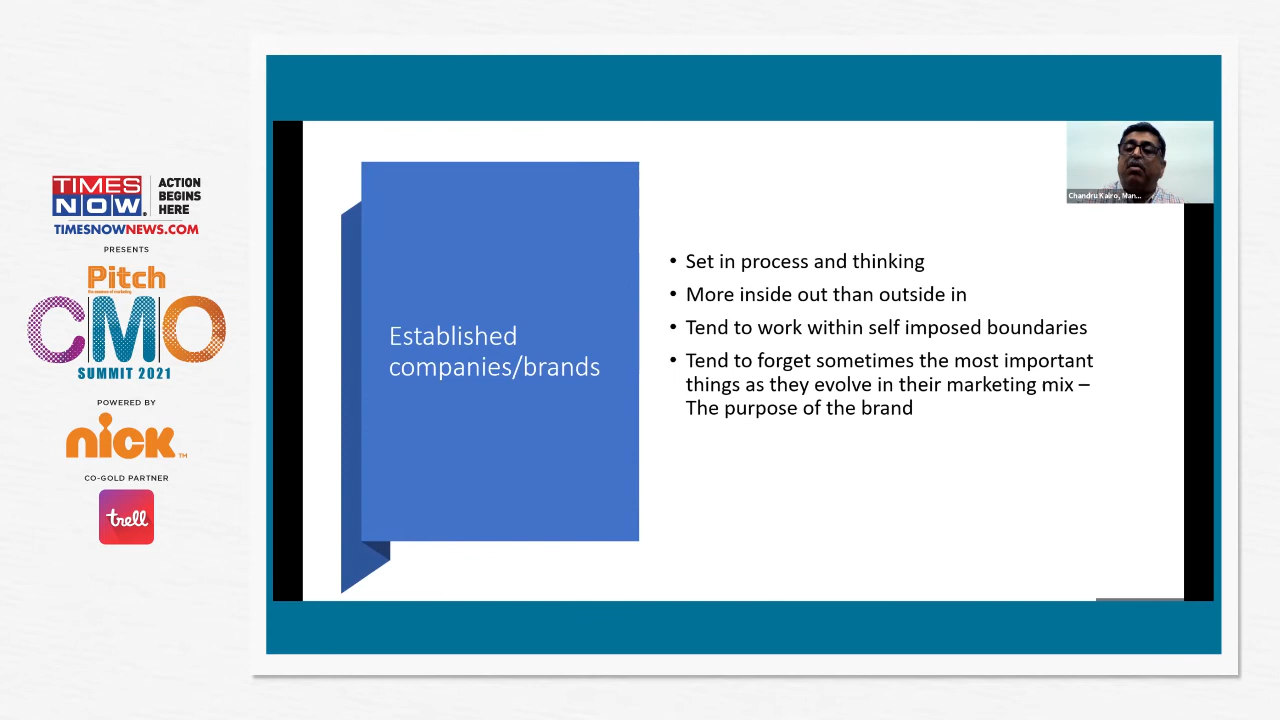 TIMES
NOW.
ACTION
BEGINS
HERE
TIMESNOWNEWS.COM
PRESENTS
Pitch
CMO
SUMMIT 2021
POWERED BY
nick TM
CO-GOLD PARTNER
trell
Established
companies/brands
• Set in process and thinking
• More inside out than outside in
• Tend to work within self imposed boundaries
• Tend to forget sometimes the most important
things as they evolve in their marketing mix –
The purpose of the brand
Chandru Kalro, Man...